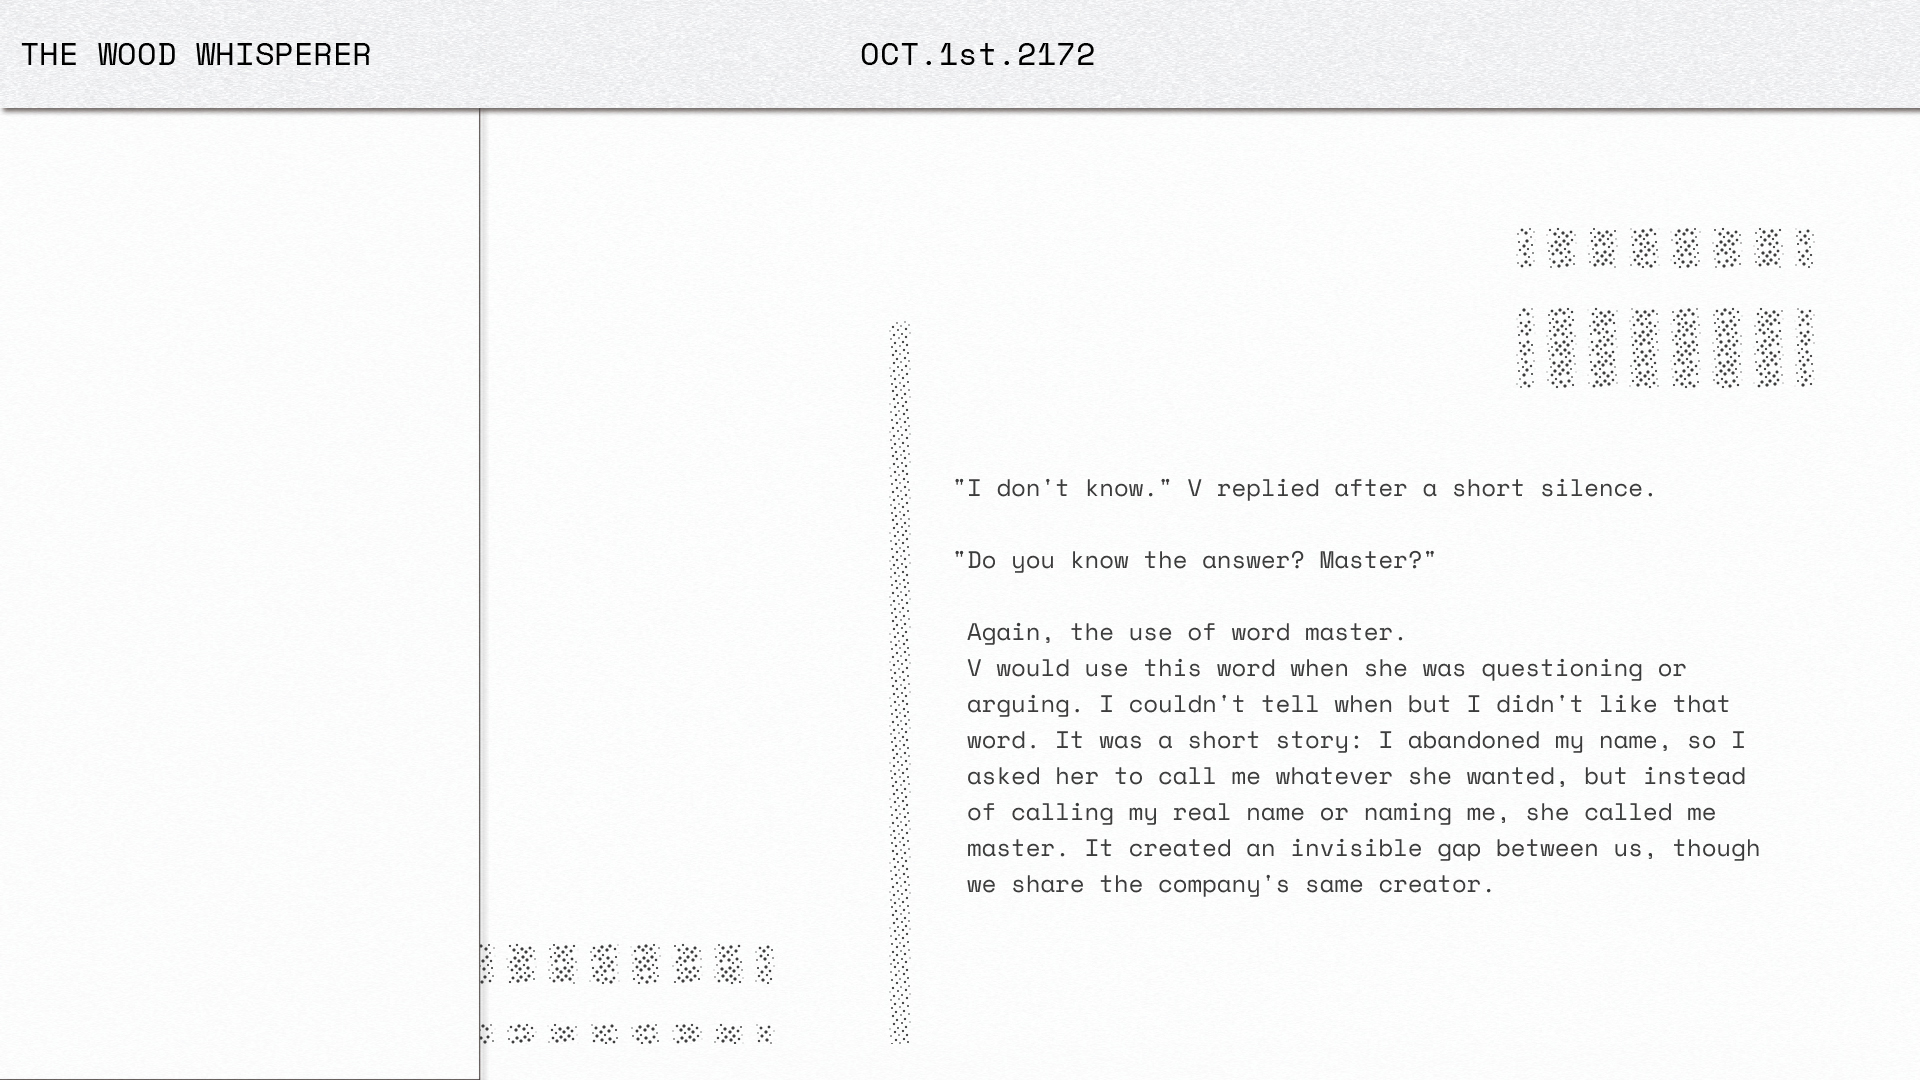 THE WOOD WHISPERER
OCT.1st.2172
"I don't know." V replied after a short silence.
"Do you know the answer? Master?"
Again, the use of word master.
V would use this word when she was questioning or
arguing. I couldn't tell when but I didn't like that
word. It was a short story: I abandoned my name, so I
asked her to call me whatever she wanted, but instead
of calling my real name or naming me, she called me
master. It created an invisible gap between us, though
we share the company's same creator.